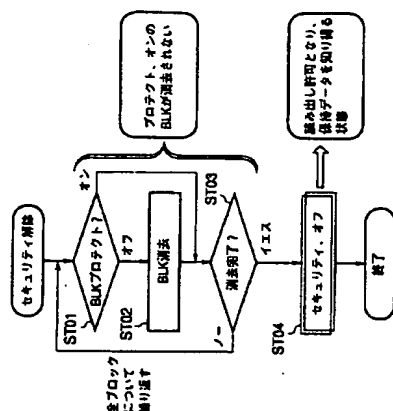 セキュリティ解除
ST01
BLKプロテクト?
オン
オフ
ST02
BLK消去
ST03
消去完了?
ノー
イエス
全ブロック
について
繰り返す
ST04
セキュリティ、オフ
終了
プロテクト、オンの
BLKが消去されない
読み出し許可となり、
保持データを知り得る
状態